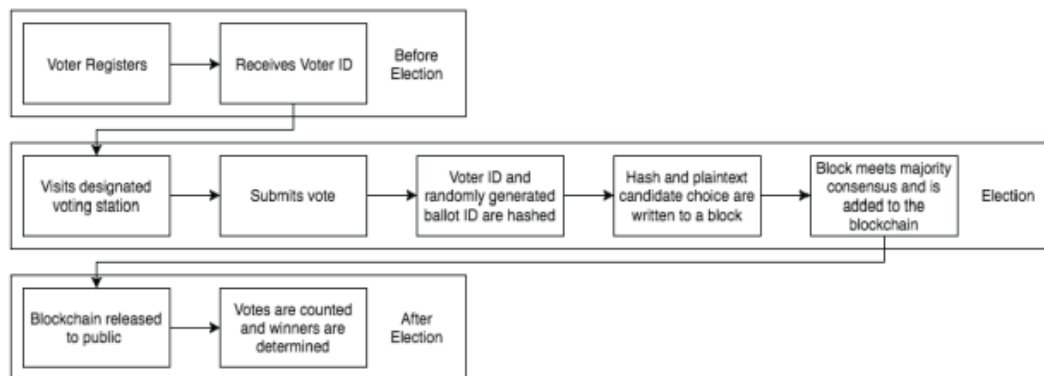 Voter Registers
Receives Voter ID
Before
Election
Visits designated
voting station
Submits vote
Voter ID and
randomly generated
ballot ID are hashed
Hash and plaintext
candidate choice are
written to a block
Block meets majority
consensus and is
added to the
blockchain
Election
Blockchain released
to public
Votes are counted
and winners are
determined
After
Election